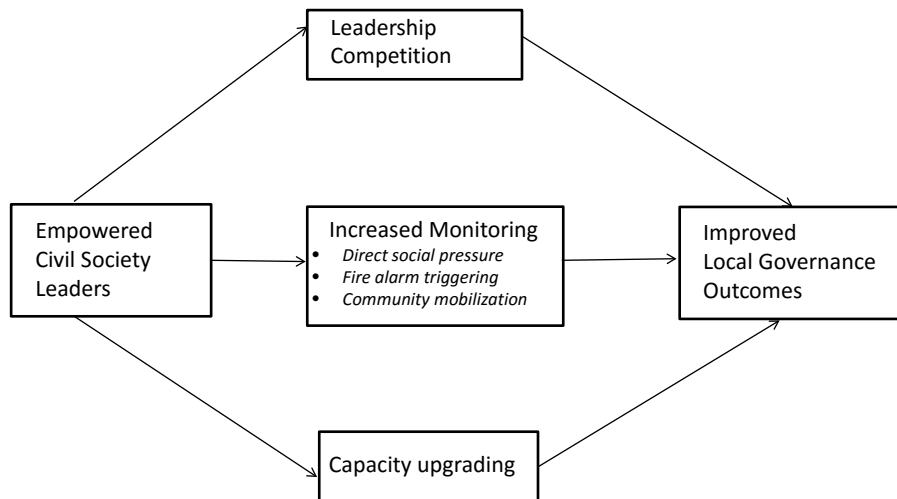 Leadership
Competition
Empowered
Civil Society
Leaders
Increased Monitoring
• Direct social pressure
• Fire alarm triggering
• Community mobilization
Improved
Local Governance
Outcomes
Capacity upgrading